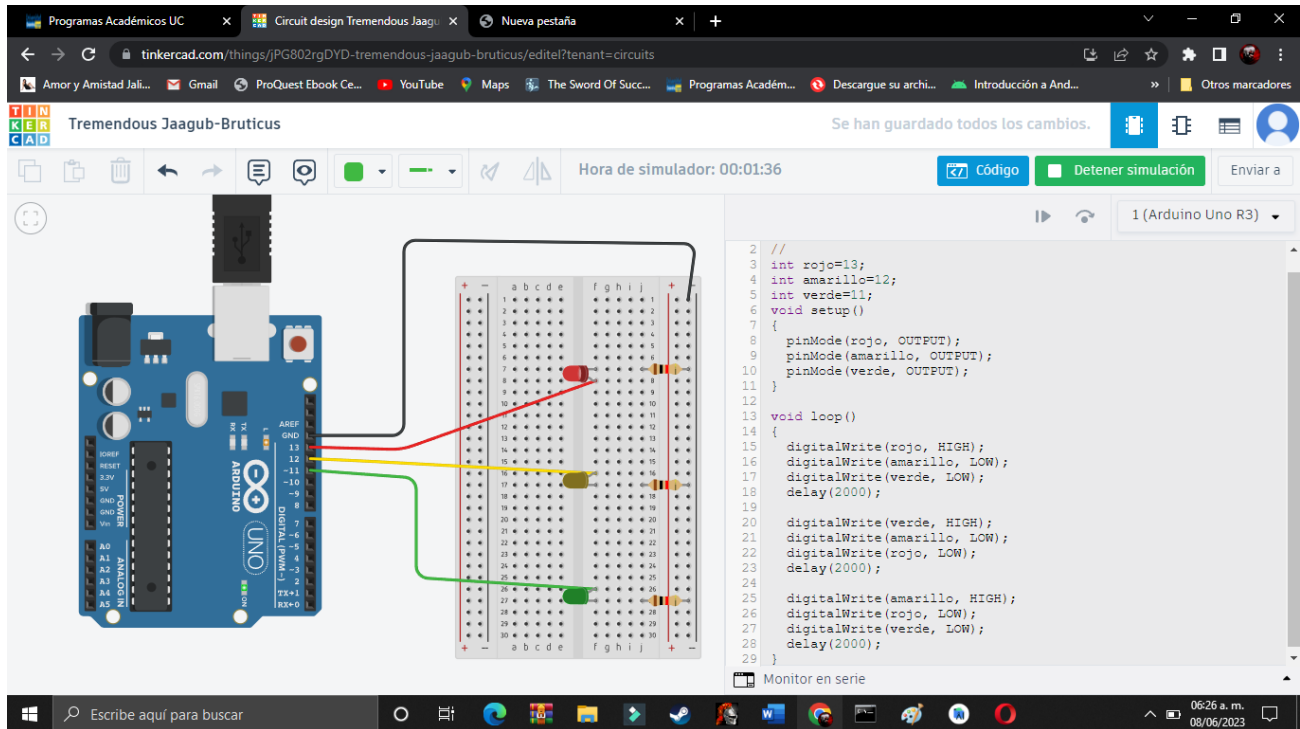 Programas Académicos UC
Circuit design Tremendous Jaagu
Nueva pestaña
tinkercad.com/things/jPG802rgDYD-tremendous-jaagub-bruticus/editel?tenant=circuits
Amor y Amistad Jali... Gmail ProQuest Ebook Ce... YouTube Maps The Sword Of Succ... Programas Académ... Descargue su archi... Introducción a And... » Otros marcadores
TIN
KER
CAD
Tremendous Jaagub-Bruticus
Se han guardado todos los cambios.
Hora de simulador: 00:01:36
Código
Detener simulación
Enviar a
1 (Arduino Uno R3)
2 //
3 int rojo=13;
4 int amarillo=12;
5 int verde=11;
6 void setup()
7 {
8 pinMode(rojo, OUTPUT);
9 pinMode(amarillo, OUTPUT);
10 pinMode(verde, OUTPUT);
11 }
12
13 void loop()
14 {
15 digitalWrite(rojo, HIGH);
16 digitalWrite(amarillo, LOW);
17 digitalWrite(verde, LOW);
18 delay(2000);
19
20 digitalWrite(verde, HIGH);
21 digitalWrite(amarillo, LOW);
22 digitalWrite(rojo, LOW);
23 delay(2000);
24
25 digitalWrite(amarillo, HIGH);
26 digitalWrite(rojo, LOW);
27 digitalWrite(verde, LOW);
28 delay(2000);
29 }
Monitor en serie
AREF
GND
13
12
~11
~10
~9
8
7
~6
~5
4
~3
2
TX→1
RX←0
DIGITAL (PWM~)
RX
TX
L
ARDUINO
UNO
ON
IOREF
RESET
3.3V
5V
GND
GND
Vin
POWER
A0
A1
A2
A3
A4
A5
ANALOG IN
+ − a b c d e f g h i j + −
+ − a b c d e f g h i j + −
Escribe aquí para buscar
06:26 a. m.
08/06/2023